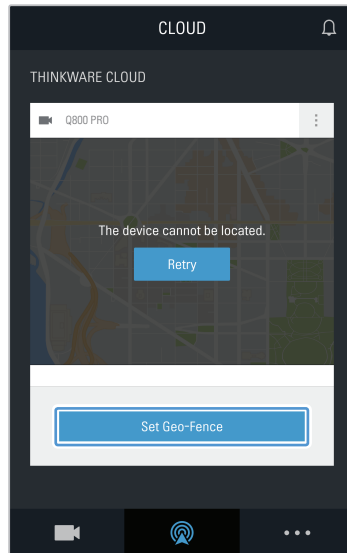 CLOUD
THINKWARE CLOUD
Q800 PRO
The device cannot be located.
Retry
Set Geo-Fence